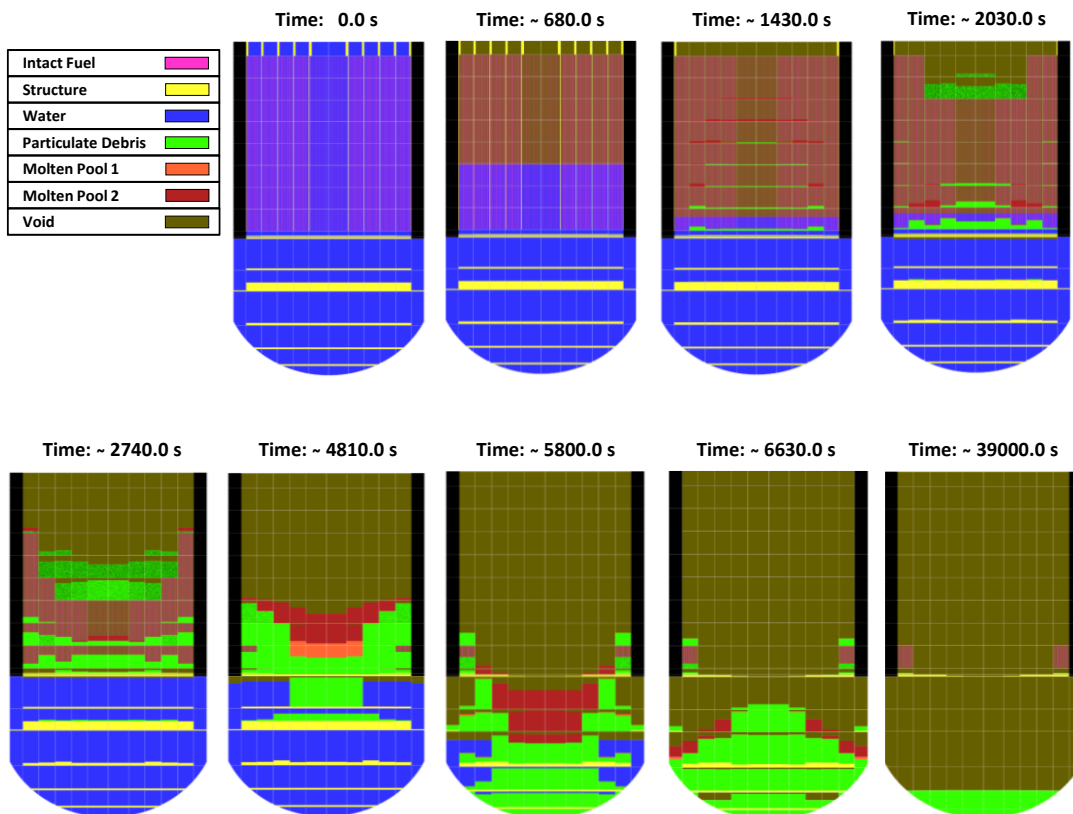 Time: 0.0 s
Time: ~ 680.0 s
Time: ~ 1430.0 s
Time: ~ 2030.0 s
Intact Fuel
Structure
Water
Particulate Debris
Molten Pool 1
Molten Pool 2
Void
Time: ~ 2740.0 s
Time: ~ 4810.0 s
Time: ~ 5800.0 s
Time: ~ 6630.0 s
Time: ~ 39000.0 s